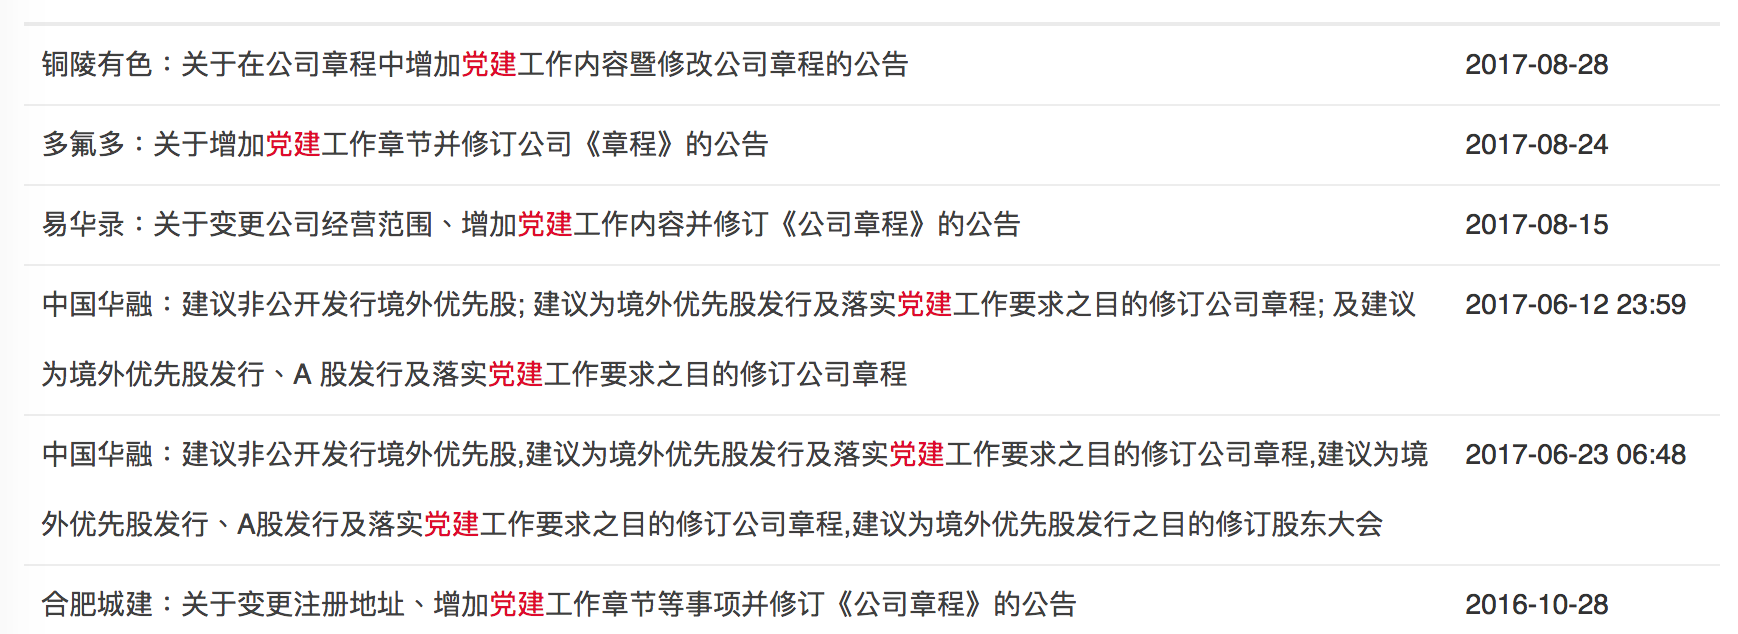 铜陵有色：关于在公司章程中增加党建工作内容暨修改公司章程的公告 2017-08-28
多氟多：关于增加党建工作章节并修订公司《章程》的公告 2017-08-24
易华录：关于变更公司经营范围、增加党建工作内容并修订《公司章程》的公告 2017-08-15
中国华融：建议非公开发行境外优先股; 建议为境外优先股发行及落实党建工作要求之目的修订公司章程; 及建议 2017-06-12 23:59
为境外优先股发行、A 股发行及落实党建工作要求之目的修订公司章程
中国华融：建议非公开发行境外优先股,建议为境外优先股发行及落实党建工作要求之目的修订公司章程,建议为境 2017-06-23 06:48
外优先股发行、A股发行及落实党建工作要求之目的修订公司章程,建议为境外优先股发行之目的修订股东大会
合肥城建：关于变更注册地址、增加党建工作章节等事项并修订《公司章程》的公告 2016-10-28